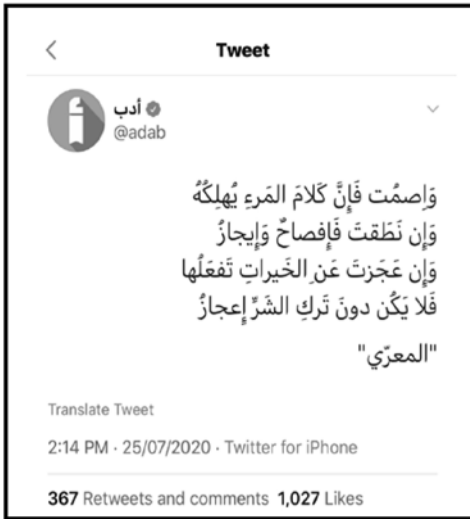 Tweet
أدب
@adab
وَاِصمُت فَإِنَّ كَلامَ المَرءِ يُهلِكُهُ
وَإِن نَطَقتَ فَإِفصاحٌ وَإِيجازُ
وَإِن عَجَزتَ عَنِ الخَيراتِ تَفعَلُها
فَلا يَكُن دونَ تَركِ الشَرِّ إِعجازُ
"المعرّي"
Translate Tweet
2:14 PM · 25/07/2020 · Twitter for iPhone
367 Retweets and comments 1,027 Likes